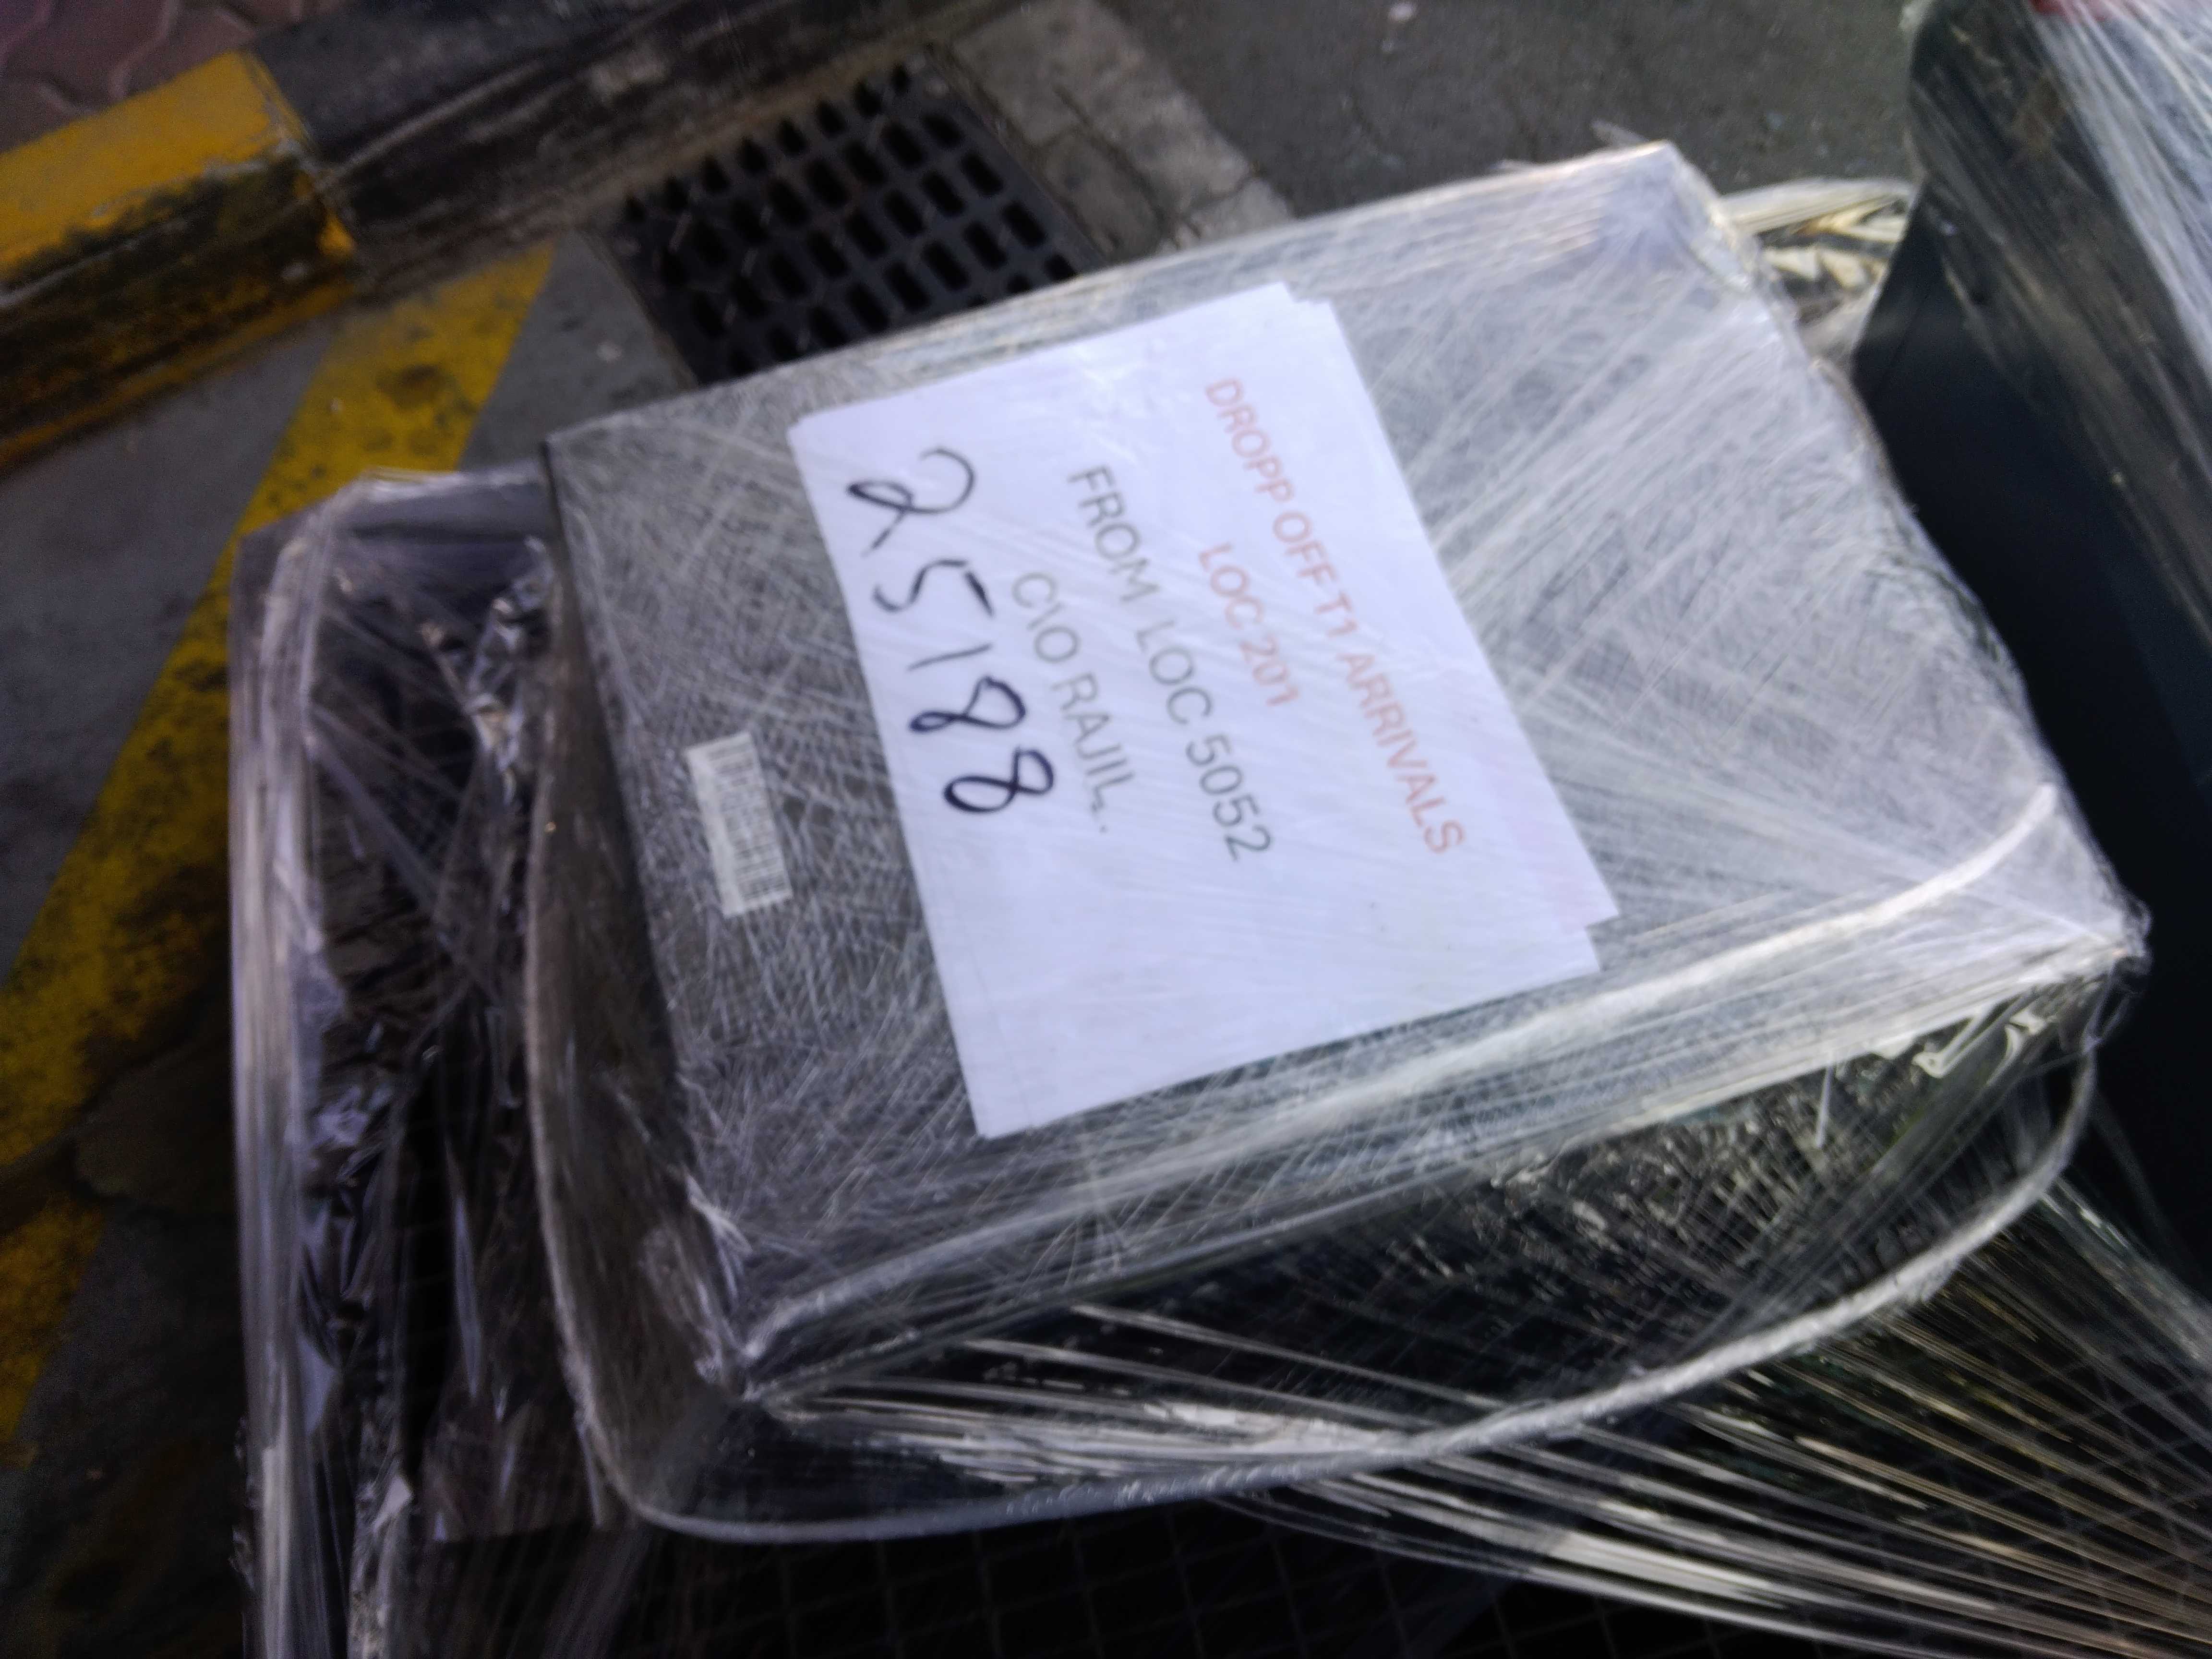 DROPP OFF T1 ARRIVALS
LOC 201
FROM LOC 5052
C\O RAJIL.
25188